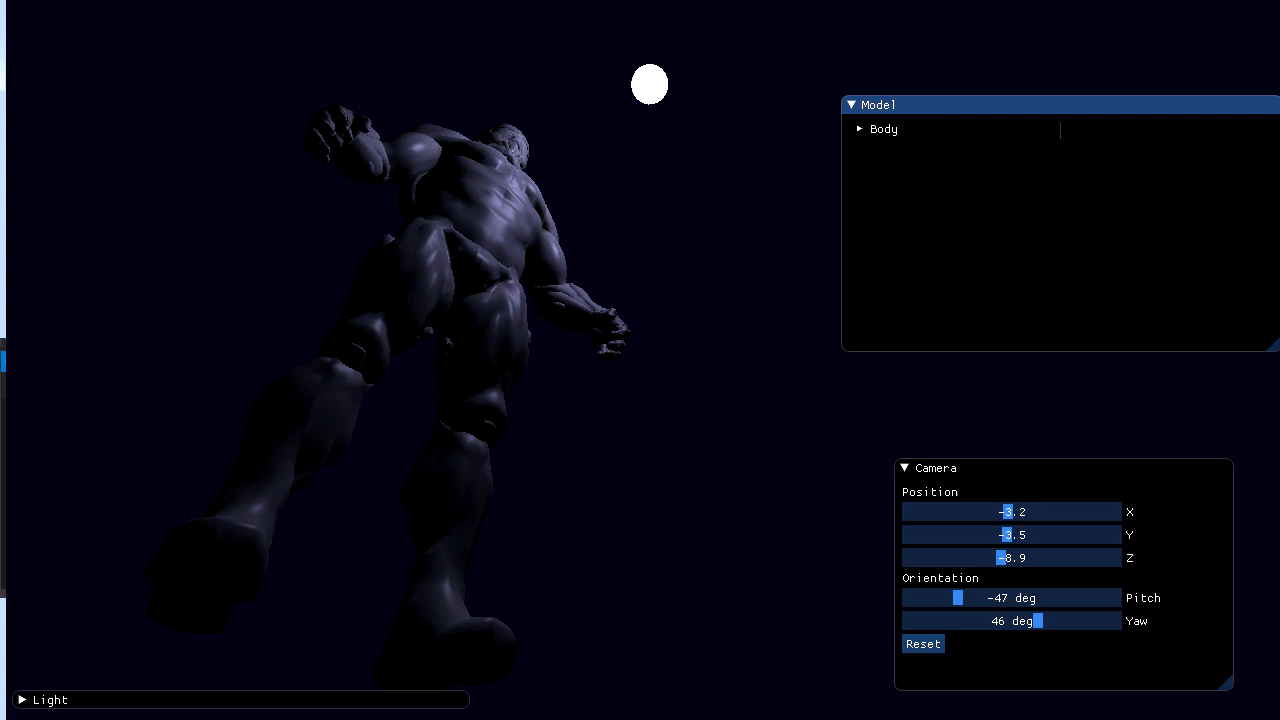 Model
Body
Camera
Position
-3.2 X
-3.5 Y
-8.9 Z
Orientation
-47 deg Pitch
46 deg Yaw
Reset
Light